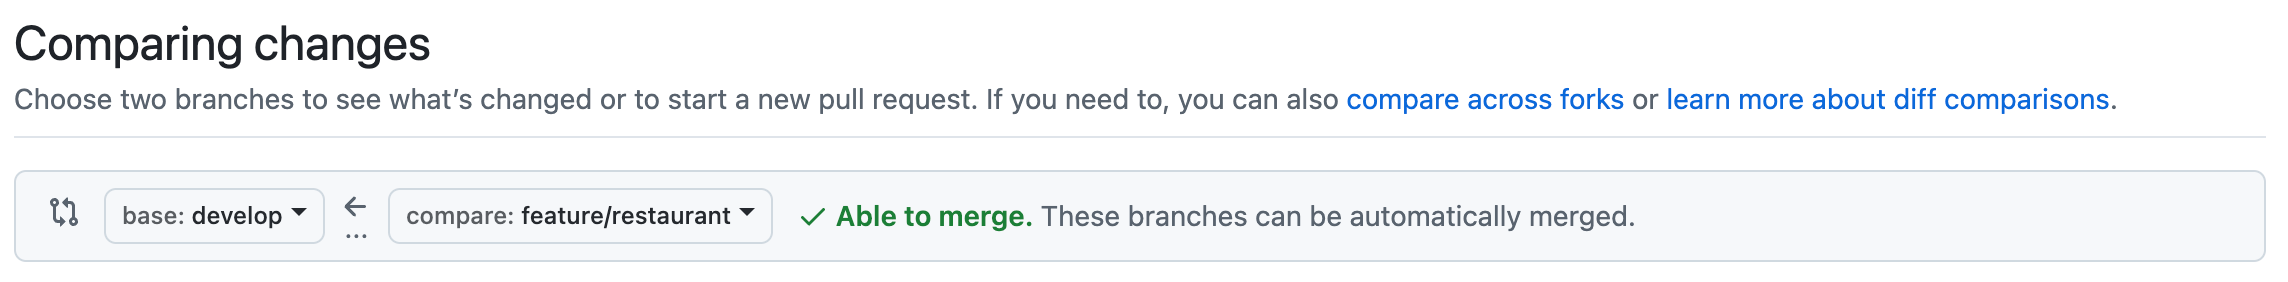 Comparing changes
Choose two branches to see what’s changed or to start a new pull request. If you need to, you can also compare across forks or learn more about diff comparisons.
base: develop ... compare: feature/restaurant Able to merge. These branches can be automatically merged.